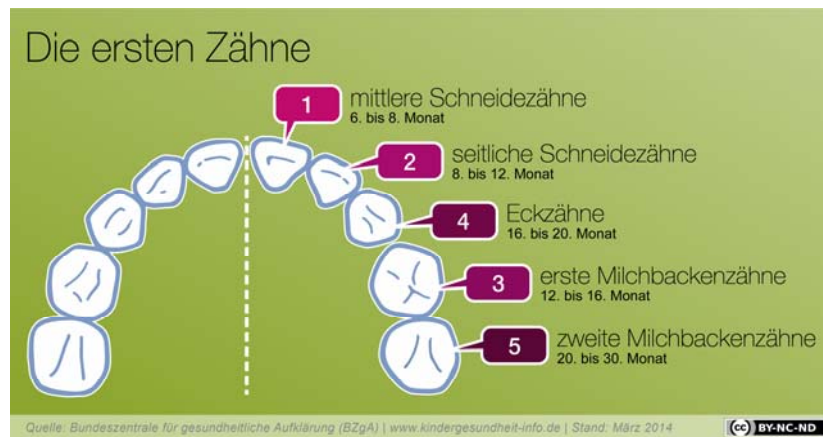 Die ersten Zähne
1
mittlere Schneidezähne
6. bis 8. Monat
2
seitliche Schneidezähne
8. bis 12. Monat
4
Eckzähne
16. bis 20. Monat
3
erste Milchbackenzähne
12. bis 16. Monat
5
zweite Milchbackenzähne
20. bis 30. Monat
Quelle: Bundeszentrale für gesundheitliche Aufklärung (BZgA) | www.kindergesundheit-info.de | Stand: März 2014
cc BY-NC-ND